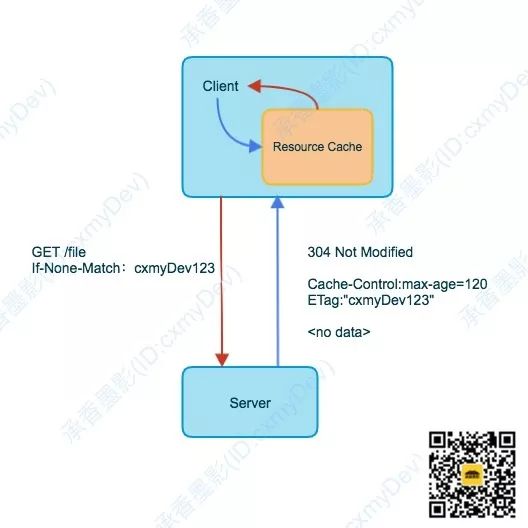 Client
Resource Cache
GET /file
If-None-Match：cxmyDev123
304 Not Modified
Cache-Control:max-age=120
ETag:"cxmyDev123"
<no data>
Server
承香墨影(ID:cxmyDev)